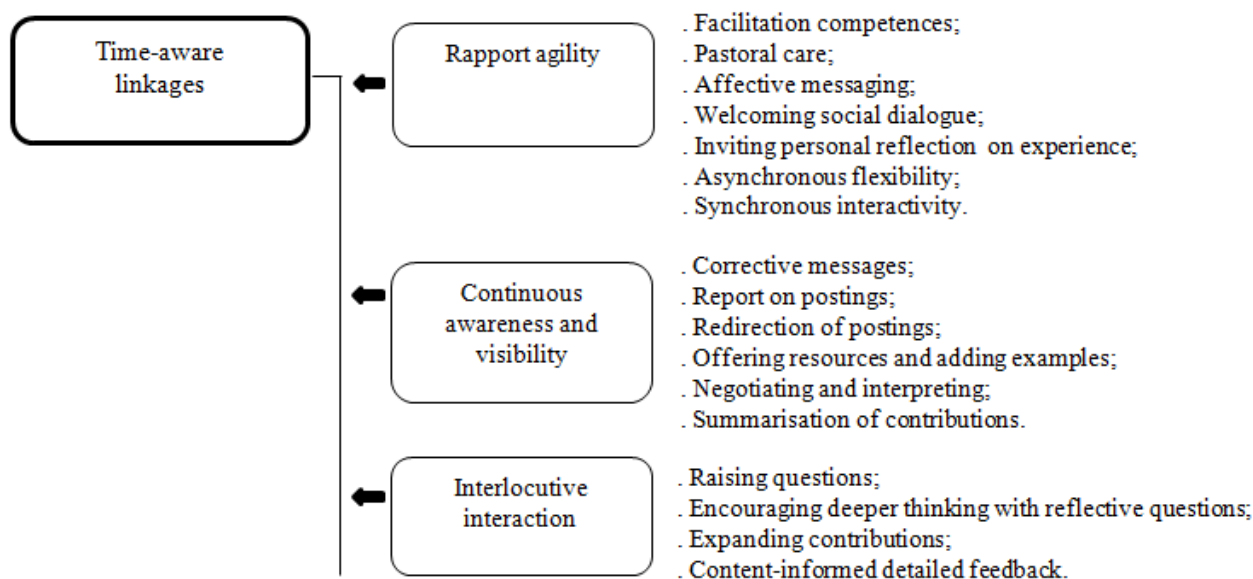 Time-aware
linkages
Rapport agility
. Facilitation competences;
. Pastoral care;
. Affective messaging;
. Welcoming social dialogue;
. Inviting personal reflection on experience;
. Asynchronous flexibility;
. Synchronous interactivity.
Continuous
awareness and
visibility
. Corrective messages;
. Report on postings;
. Redirection of postings;
. Offering resources and adding examples;
. Negotiating and interpreting;
. Summarisation of contributions.
Interlocutive
interaction
. Raising questions;
. Encouraging deeper thinking with reflective questions;
. Expanding contributions;
. Content-informed detailed feedback.